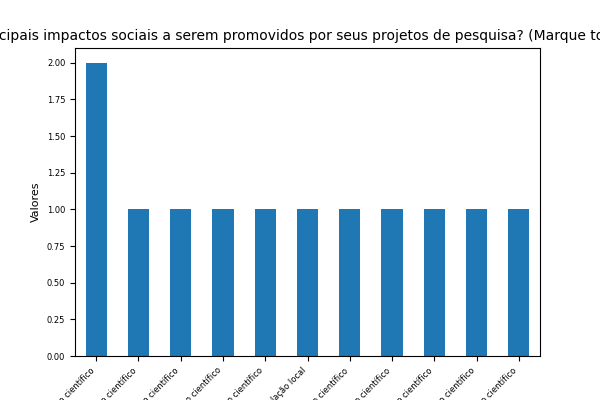 cipais impactos sociais a serem promovidos por seus projetos de pesquisa? (Marque to
2.00
1.75
1.50
1.25
1.00
0.75
0.50
0.25
0.00
Valores
científico
científico
científico
científico
científico
local
científico
científico
científico
científico
científico